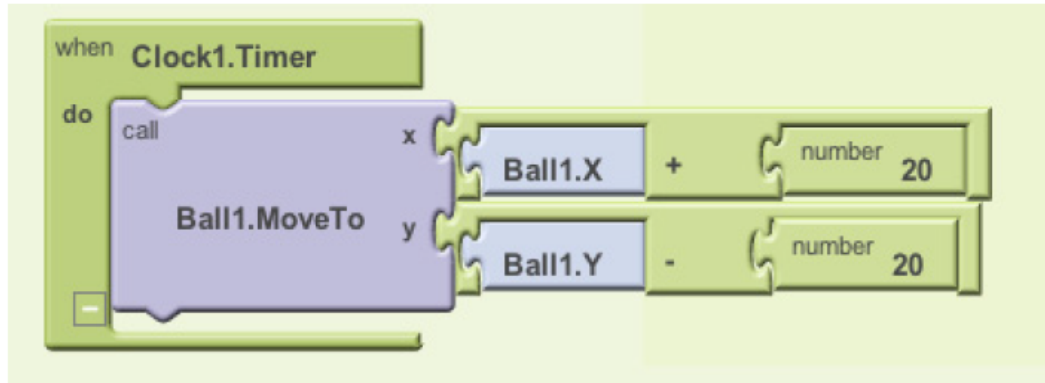 when Clock1.Timer
do
call Ball1.MoveTo
x Ball1.X + number 20
y Ball1.Y - number 20